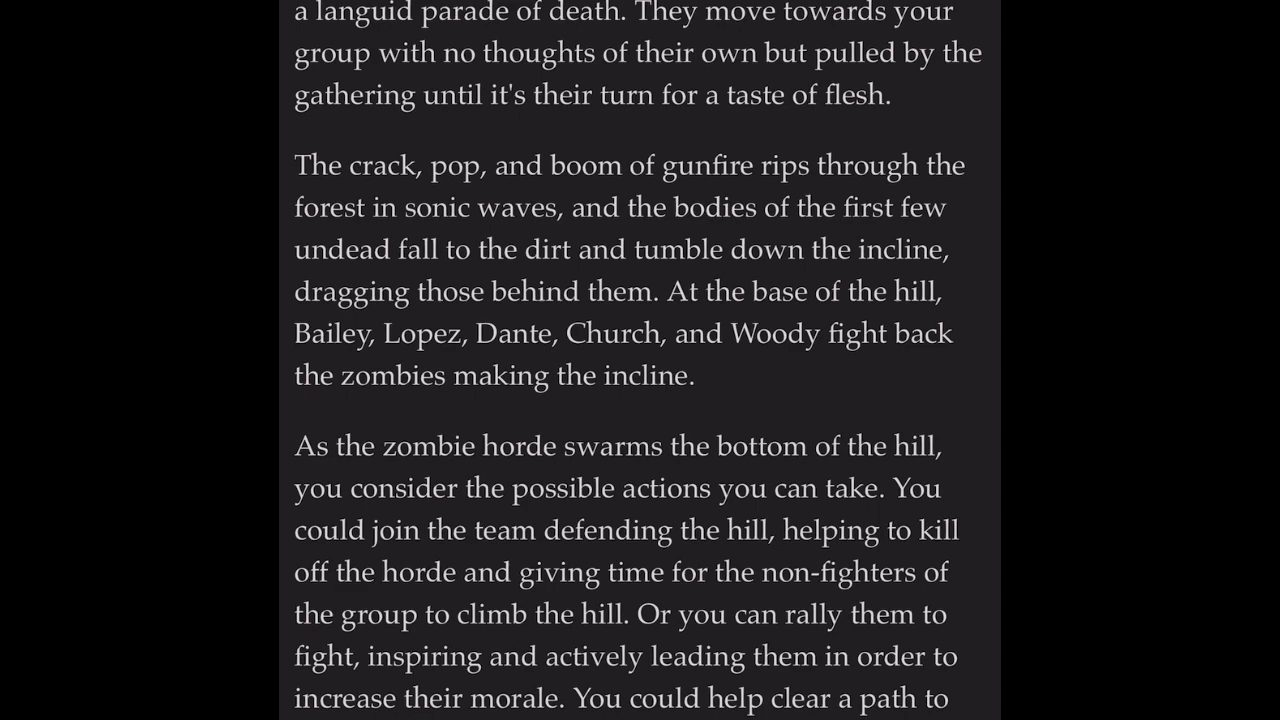 a languid parade of death. They move towards your
group with no thoughts of their own but pulled by the
gathering until it's their turn for a taste of flesh.
The crack, pop, and boom of gunfire rips through the
forest in sonic waves, and the bodies of the first few
undead fall to the dirt and tumble down the incline,
dragging those behind them. At the base of the hill,
Bailey, Lopez, Dante, Church, and Woody fight back
the zombies making the incline.
As the zombie horde swarms the bottom of the hill,
you consider the possible actions you can take. You
could join the team defending the hill, helping to kill
off the horde and giving time for the non-fighters of
the group to climb the hill. Or you can rally them to
fight, inspiring and actively leading them in order to
increase their morale. You could help clear a path to